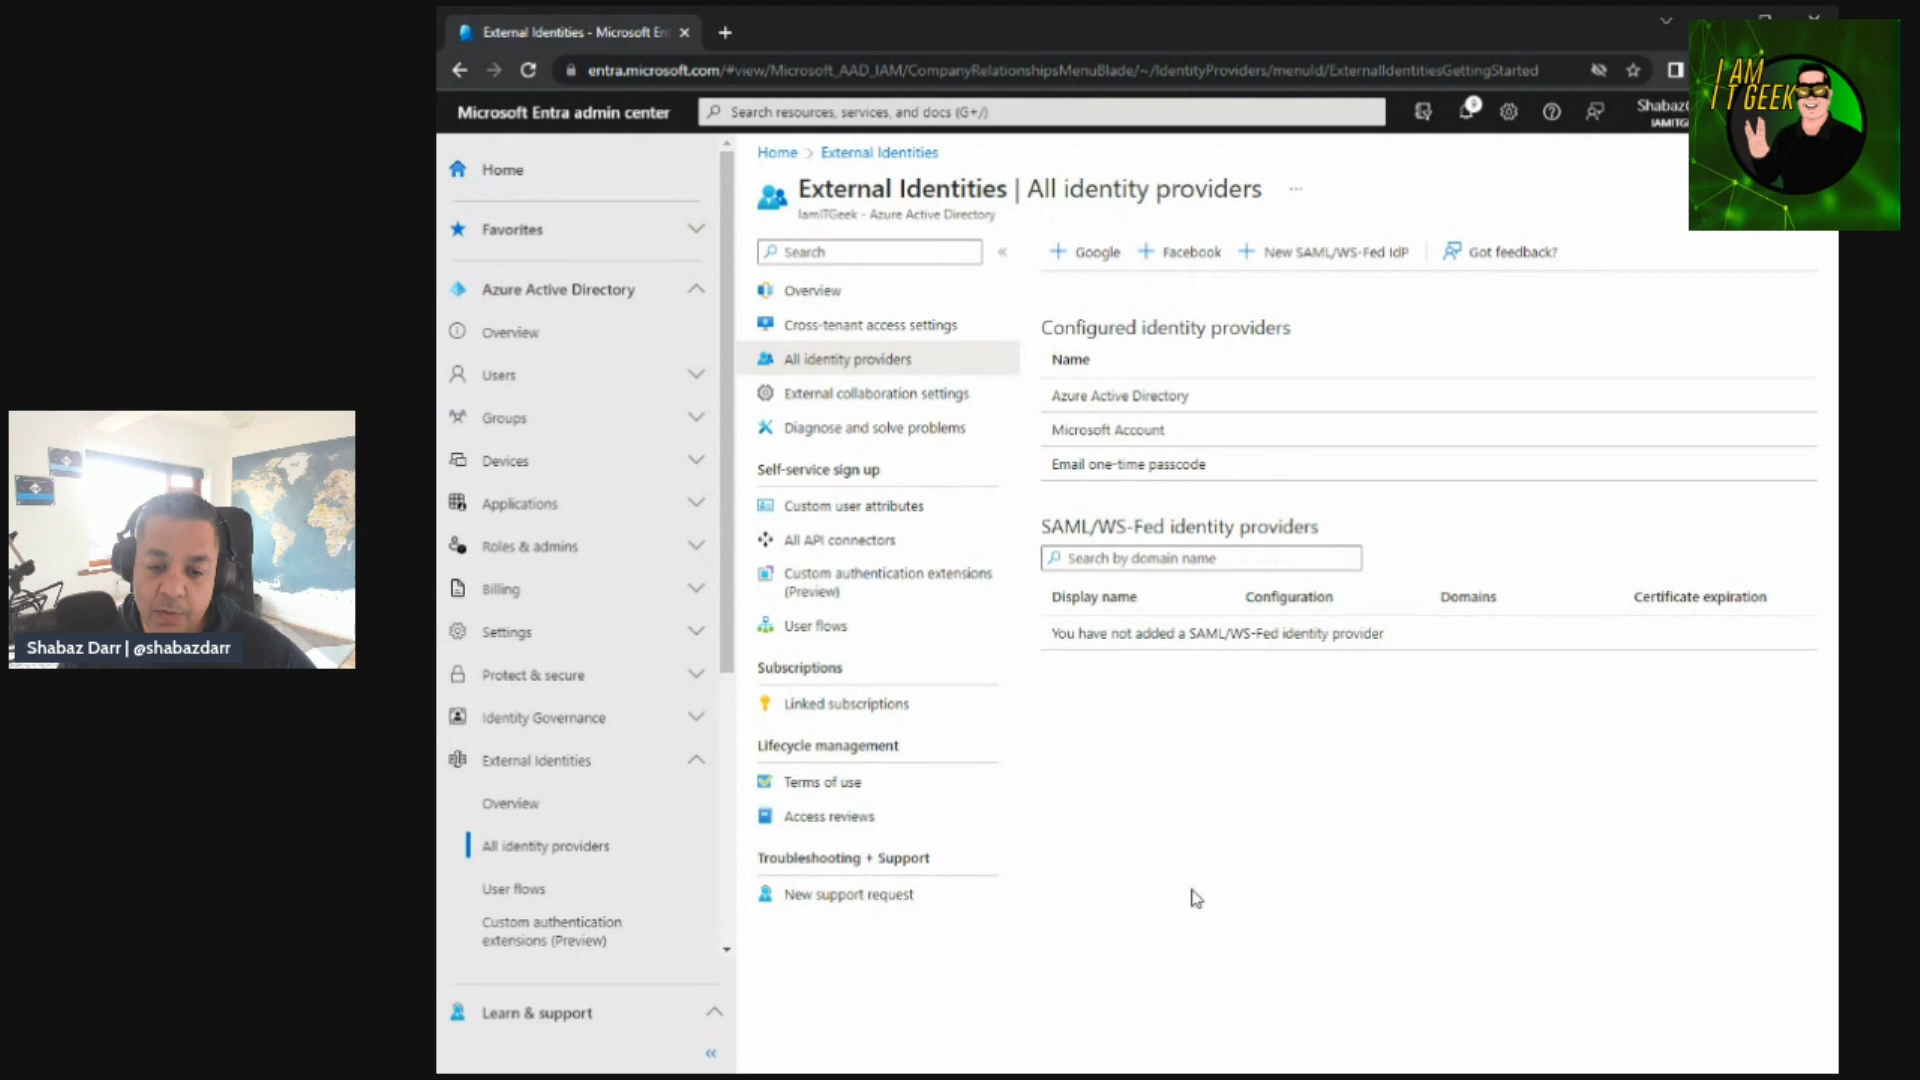 External Identities - Microsoft En
entra.microsoft.com/#view/Microsoft_AAD_IAM/CompanyRelationshipsMenuBlade/~/IdentityProviders/menuId/ExternalIdentitiesGettingStarted
Microsoft Entra admin center
Search resources, services, and docs (G+/)
Shabaz
IAMITG
I AM
IT GEEK
Home
Favorites
Azure Active Directory
Overview
Users
Groups
Devices
Applications
Roles & admins
Billing
Settings
Protect & secure
Identity Governance
External Identities
Overview
All identity providers
User flows
Custom authentication
extensions (Preview)
Learn & support
Home > External Identities
External Identities | All identity providers
IamITGeek - Azure Active Directory
Search
Overview
Cross-tenant access settings
All identity providers
External collaboration settings
Diagnose and solve problems
Self-service sign up
Custom user attributes
All API connectors
Custom authentication extensions
(Preview)
User flows
Subscriptions
Linked subscriptions
Lifecycle management
Terms of use
Access reviews
Troubleshooting + Support
New support request
Google
Facebook
New SAML/WS-Fed IdP
Got feedback?
Configured identity providers
Name
Azure Active Directory
Microsoft Account
Email one-time passcode
SAML/WS-Fed identity providers
Search by domain name
Display name Configuration Domains Certificate expiration
You have not added a SAML/WS-Fed identity provider
Shabaz Darr | @shabazdarr